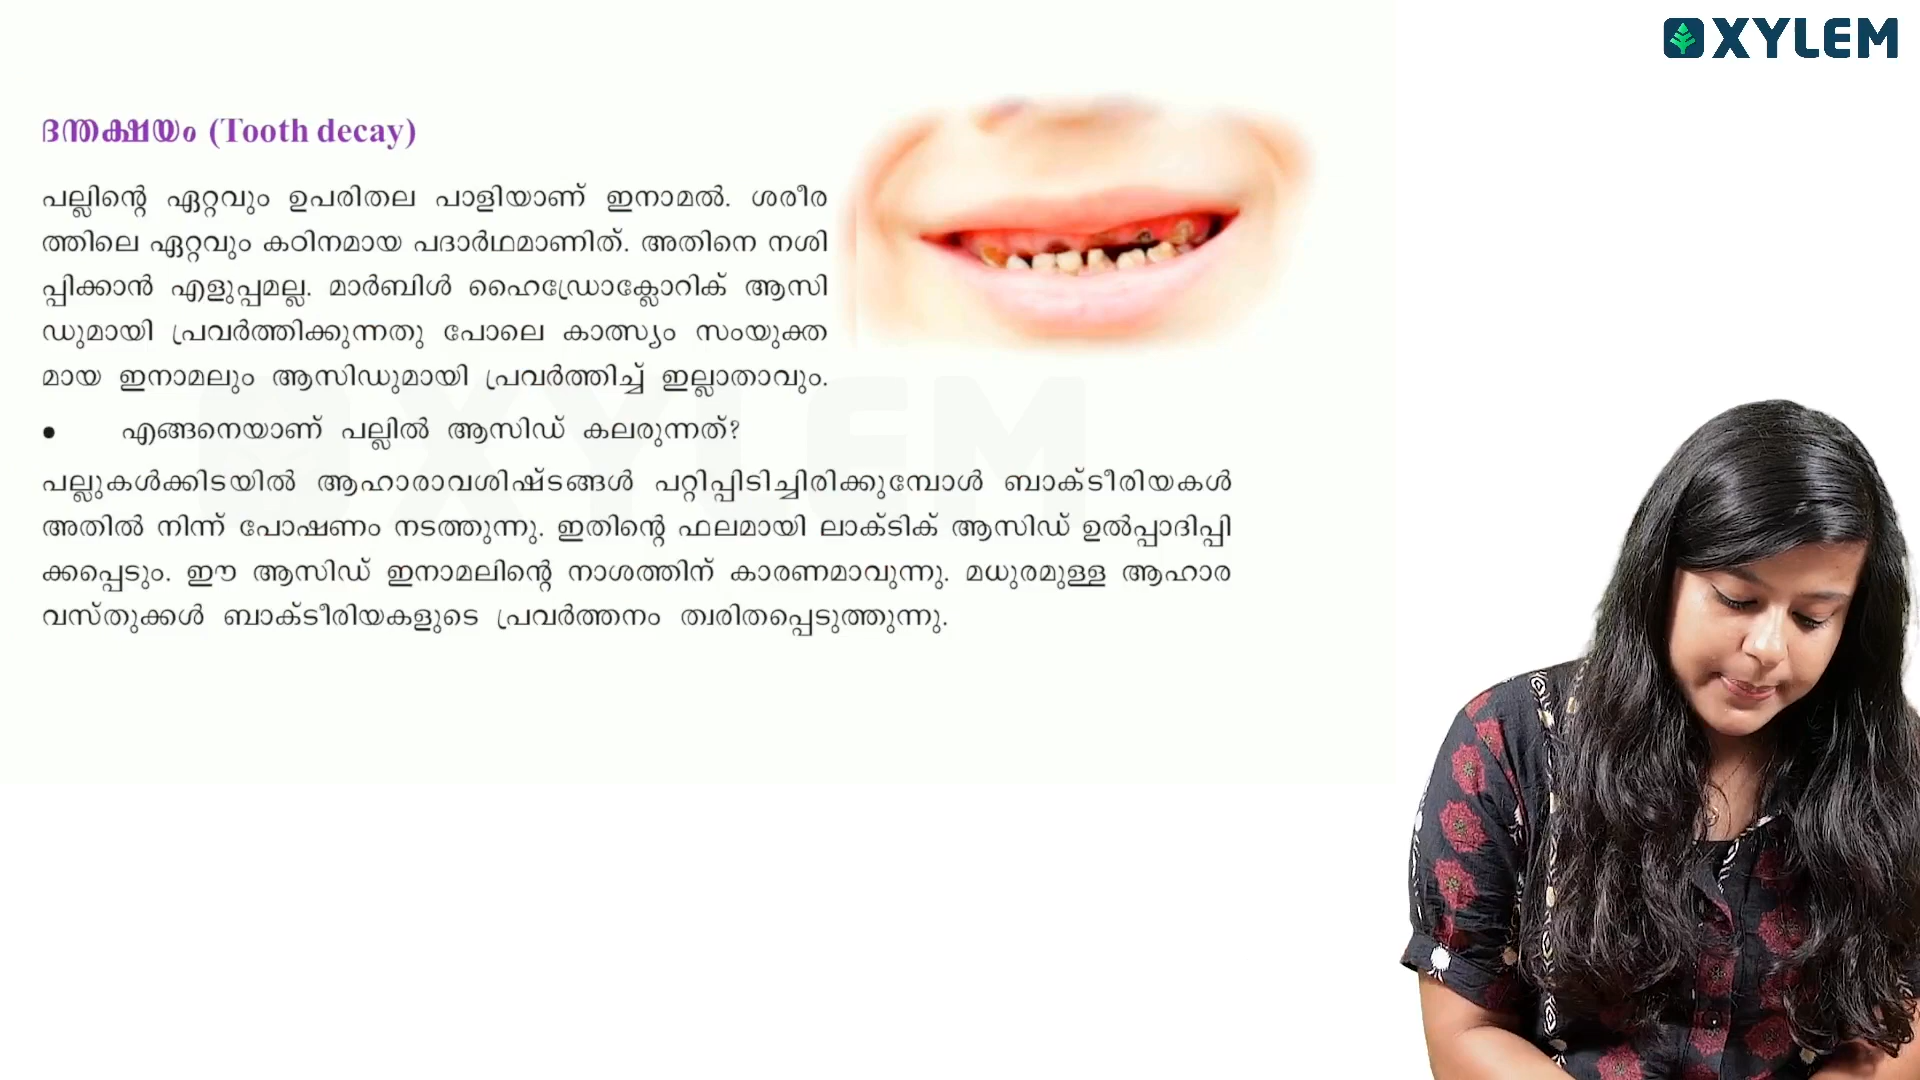 XYLEM
ദന്തക്ഷയം (Tooth decay)
പല്ലിന്റെ ഏറ്റവും ഉപരിതല പാളിയാണ് ഇനാമൽ. ശരീര
ത്തിലെ ഏറ്റവും കഠിനമായ പദാർഥമാണിത്. അതിനെ നശി
പ്പിക്കാൻ എളുപ്പമല്ല. മാർബിൾ ഹൈഡ്രോക്ലോറിക് ആസി
ഡുമായി പ്രവർത്തിക്കുന്നതു പോലെ കാത്സ്യം സംയുക്ത
മായ ഇനാമലും ആസിഡുമായി പ്രവർത്തിച്ച് ഇല്ലാതാവും.
• എങ്ങനെയാണ് പല്ലിൽ ആസിഡ് കലരുന്നത്?
പല്ലുകൾക്കിടയിൽ ആഹാരാവശിഷ്ടങ്ങൾ പറ്റിപ്പിടിച്ചിരിക്കുമ്പോൾ ബാക്ടീരിയകൾ
അതിൽ നിന്ന് പോഷണം നടത്തുന്നു. ഇതിന്റെ ഫലമായി ലാക്ടിക് ആസിഡ് ഉൽപ്പാദിപ്പി
ക്കപ്പെടും. ഈ ആസിഡ് ഇനാമലിന്റെ നാശത്തിന് കാരണമാവുന്നു. മധുരമുള്ള ആഹാര
വസ്തുക്കൾ ബാക്ടീരിയകളുടെ പ്രവർത്തനം ത്വരിതപ്പെടുത്തുന്നു.
XYLEM